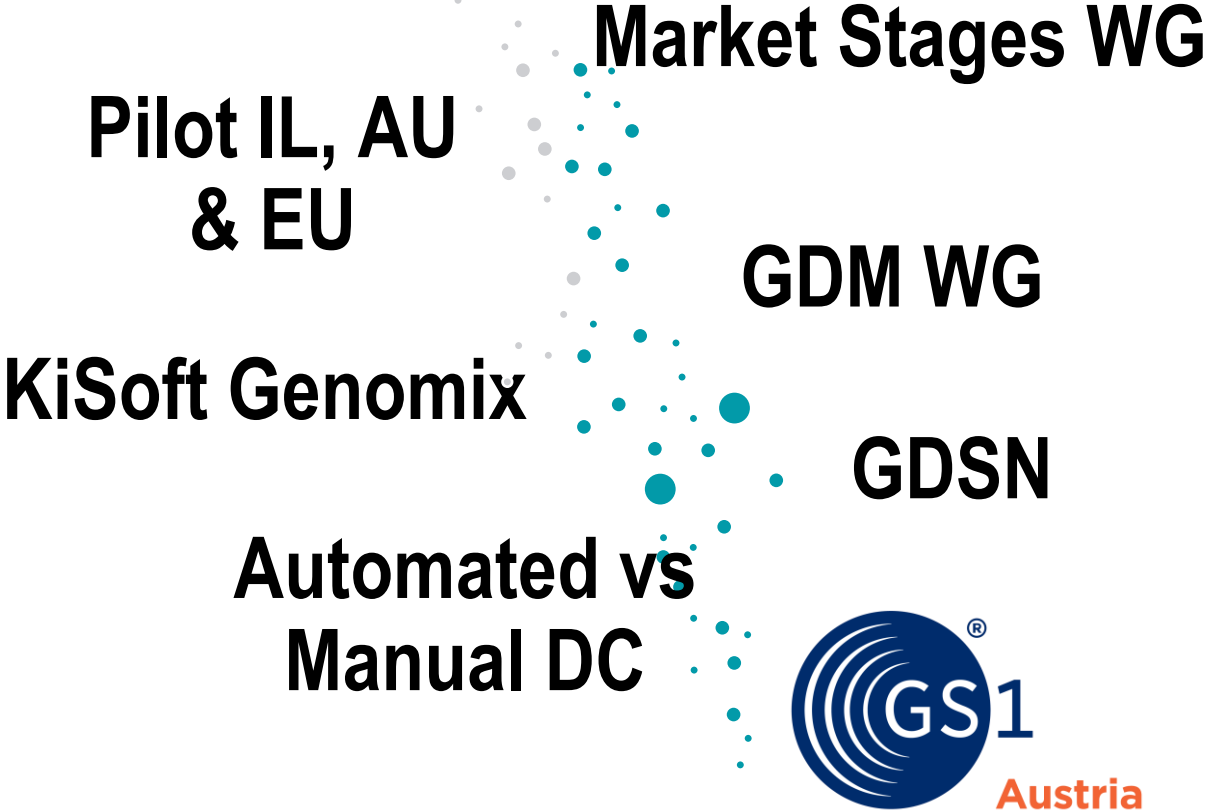 Market Stages WG
Pilot IL, AU
& EU
GDM WG
KiSoft Genomix
GDSN
Automated vs
Manual DC
GS1
®
Austria